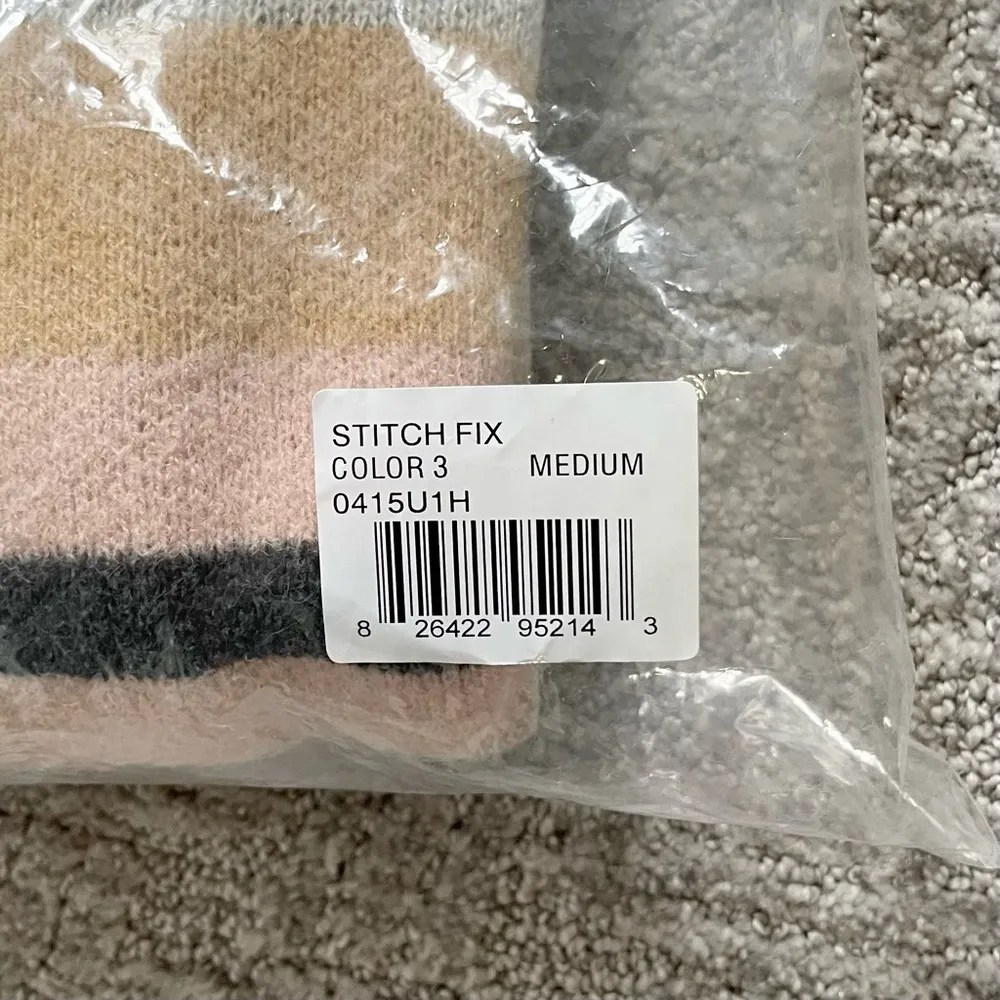 STITCH FIX
COLOR 3 MEDIUM
0415U1H
8 26422 95214 3